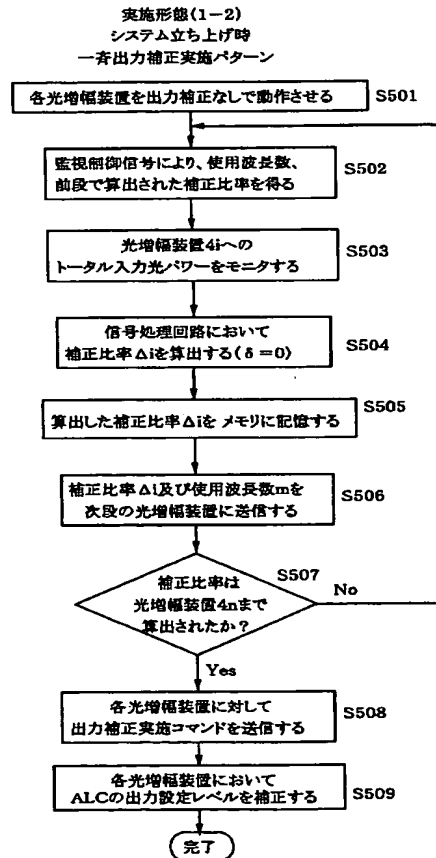 実施形態(1-2)
システム立ち上げ時
一斉出力補正実施パターン
各光増幅装置を出力補正なしで動作させる
S501
監視制御信号により、使用波長数、
前段で算出された補正比率を得る
S502
光増幅装置4iへの
トータル入力光パワーをモニタする
S503
信号処理回路において
補正比率Δiを算出する(δ=0)
S504
算出した補正比率Δiを メモリに記憶する
S505
補正比率Δi及び使用波長数mを
次段の光増幅装置に送信する
S506
S507
補正比率は
光増幅装置4nまで
算出されたか?
No
Yes
各光増幅装置に対して
出力補正実施コマンドを送信する
S508
各光増幅装置において
ALCの出力設定レベルを補正する
S509
完了